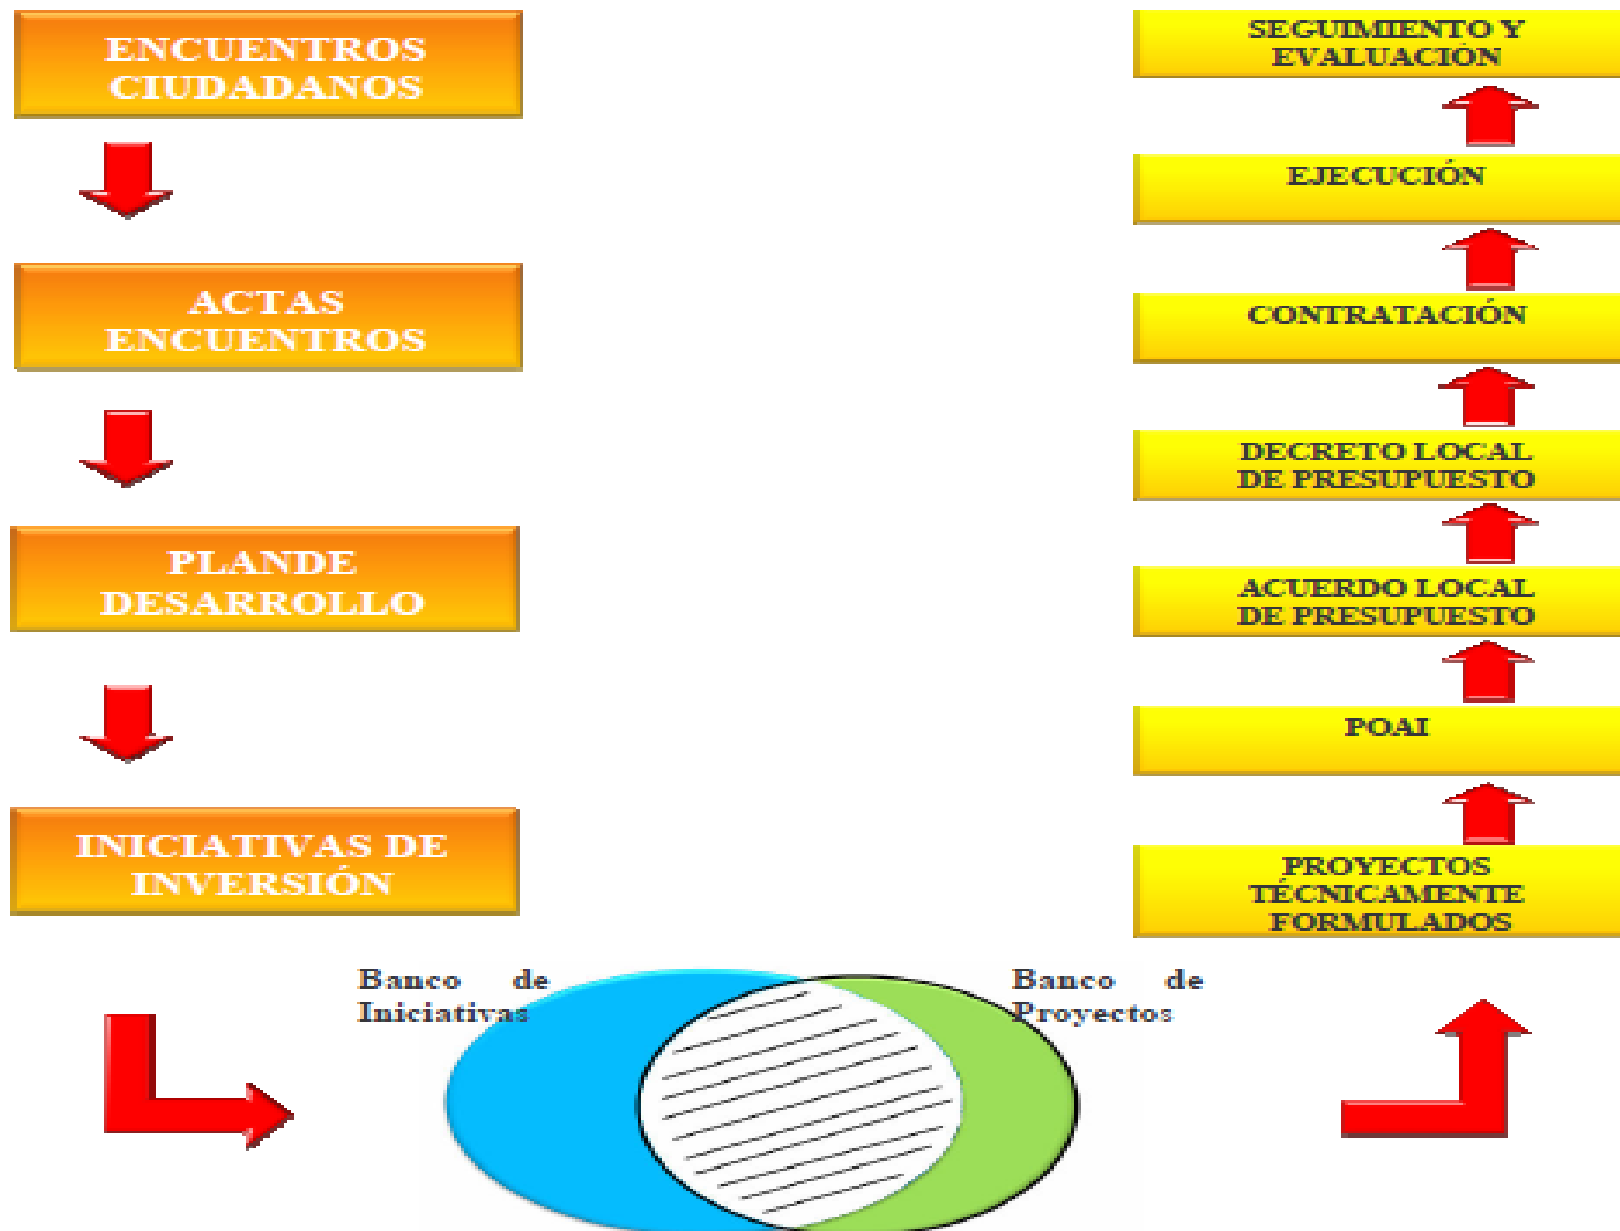 ENCUENTROS
CIUDADANOS
ACTAS
ENCUENTROS
PLANDE
DESARROLLO
INICIATIVAS DE
INVERSIÓN
Banco de
Iniciativas
Banco de
Proyectos
PROYECTOS
TÉCNICAMENTE
FORMULADOS
POAI
ACUERDO LOCAL
DE PRESUPUESTO
DECRETO LOCAL
DE PRESUPUESTO
CONTRATACIÓN
EJECUCIÓN
SEGUIMIENTO Y
EVALUACIÓN